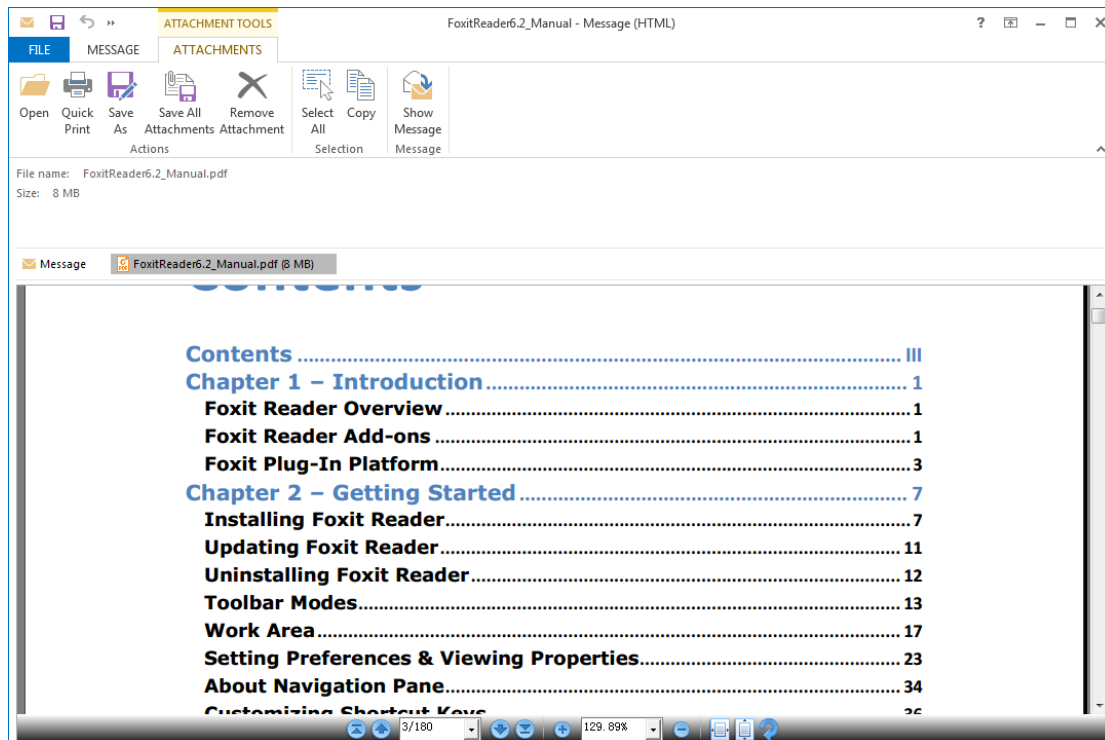 ATTACHMENT TOOLS
FoxitReader6.2_Manual - Message (HTML)
?
FILE MESSAGE ATTACHMENTS
Open Quick Print Save As Save All Attachments Remove Attachment Select All Copy Show Message
Actions Selection Message
File name: FoxitReader6.2_Manual.pdf
Size: 8 MB
Message FoxitReader6.2_Manual.pdf (8 MB)
Contents
Contents ........ III
Chapter 1 – Introduction ........ 1
Foxit Reader Overview ........ 1
Foxit Reader Add-ons ........ 1
Foxit Plug-In Platform ........ 3
Chapter 2 – Getting Started ........ 7
Installing Foxit Reader ........ 7
Updating Foxit Reader ........ 11
Uninstalling Foxit Reader ........ 12
Toolbar Modes ........ 13
Work Area ........ 17
Setting Preferences & Viewing Properties ........ 23
About Navigation Pane ........ 34
Customizing Shortcut Keys ........ 36
3/180 129.89%